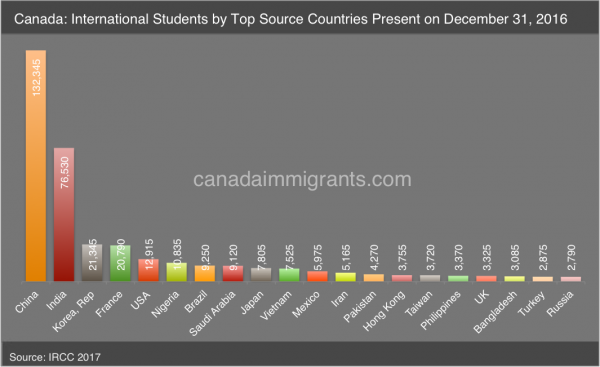 Canada: International Students by Top Source Countries Present on December 31, 2016
canadaimmigrants.com
132,345
76,530
21,345
20,790
12,915
10,835
9,250
9,120
7,805
7,525
5,975
5,165
4,270
3,755
3,720
3,370
3,325
3,085
2,875
2,790
China
India
Korea, Rep
France
USA
Nigeria
Brazil
Saudi Arabia
Japan
Vietnam
Mexico
Iran
Pakistan
Hong Kong
Taiwan
Philippines
UK
Bangladesh
Turkey
Russia
Source: IRCC 2017